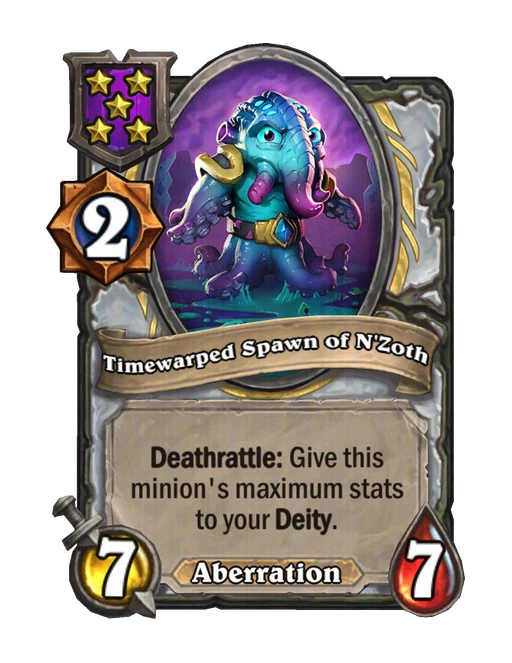 2
Timewarped Spawn of N'Zoth
Deathrattle: Give this
minion's maximum stats
to your Deity.
7
Aberration
7